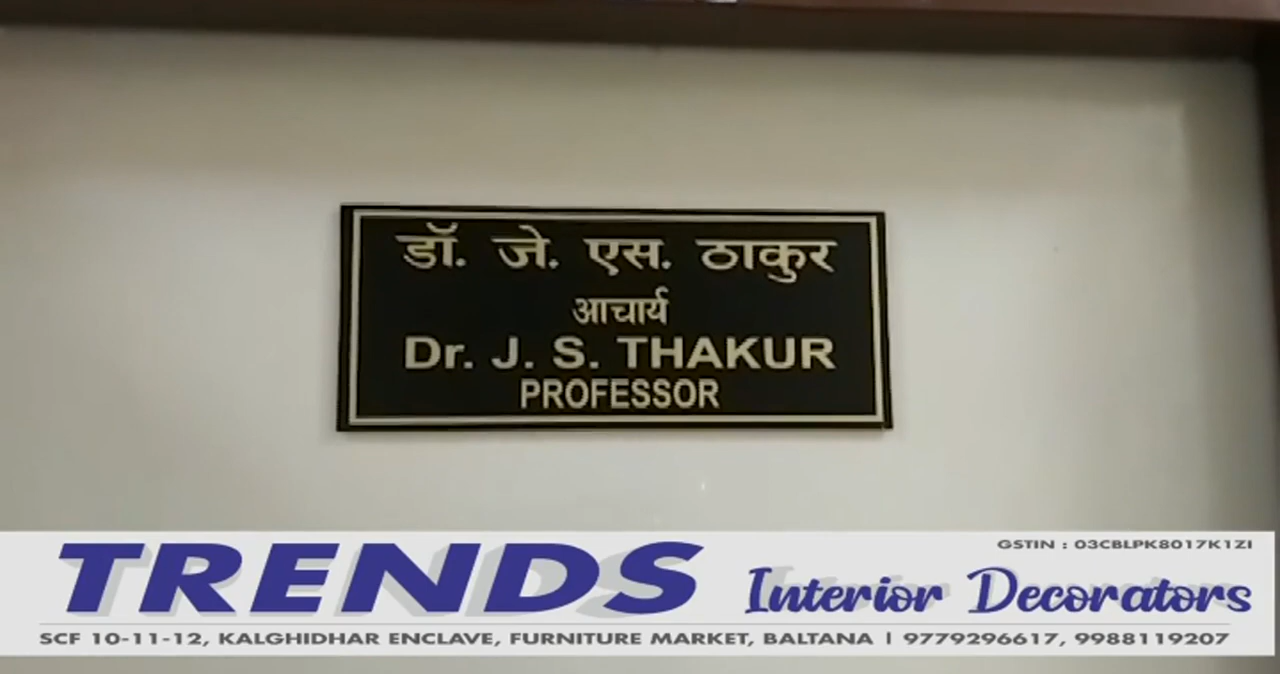 डॉ. जे. एस. ठाकुर
आचार्य
Dr. J. S. THAKUR
PROFESSOR
GSTIN : 03CBLPK8017K1ZI
TRENDS Interior Decorators
SCF 10-11-12, KALGHIDHAR ENCLAVE, FURNITURE MARKET, BALTANA | 9779296617, 9988119207